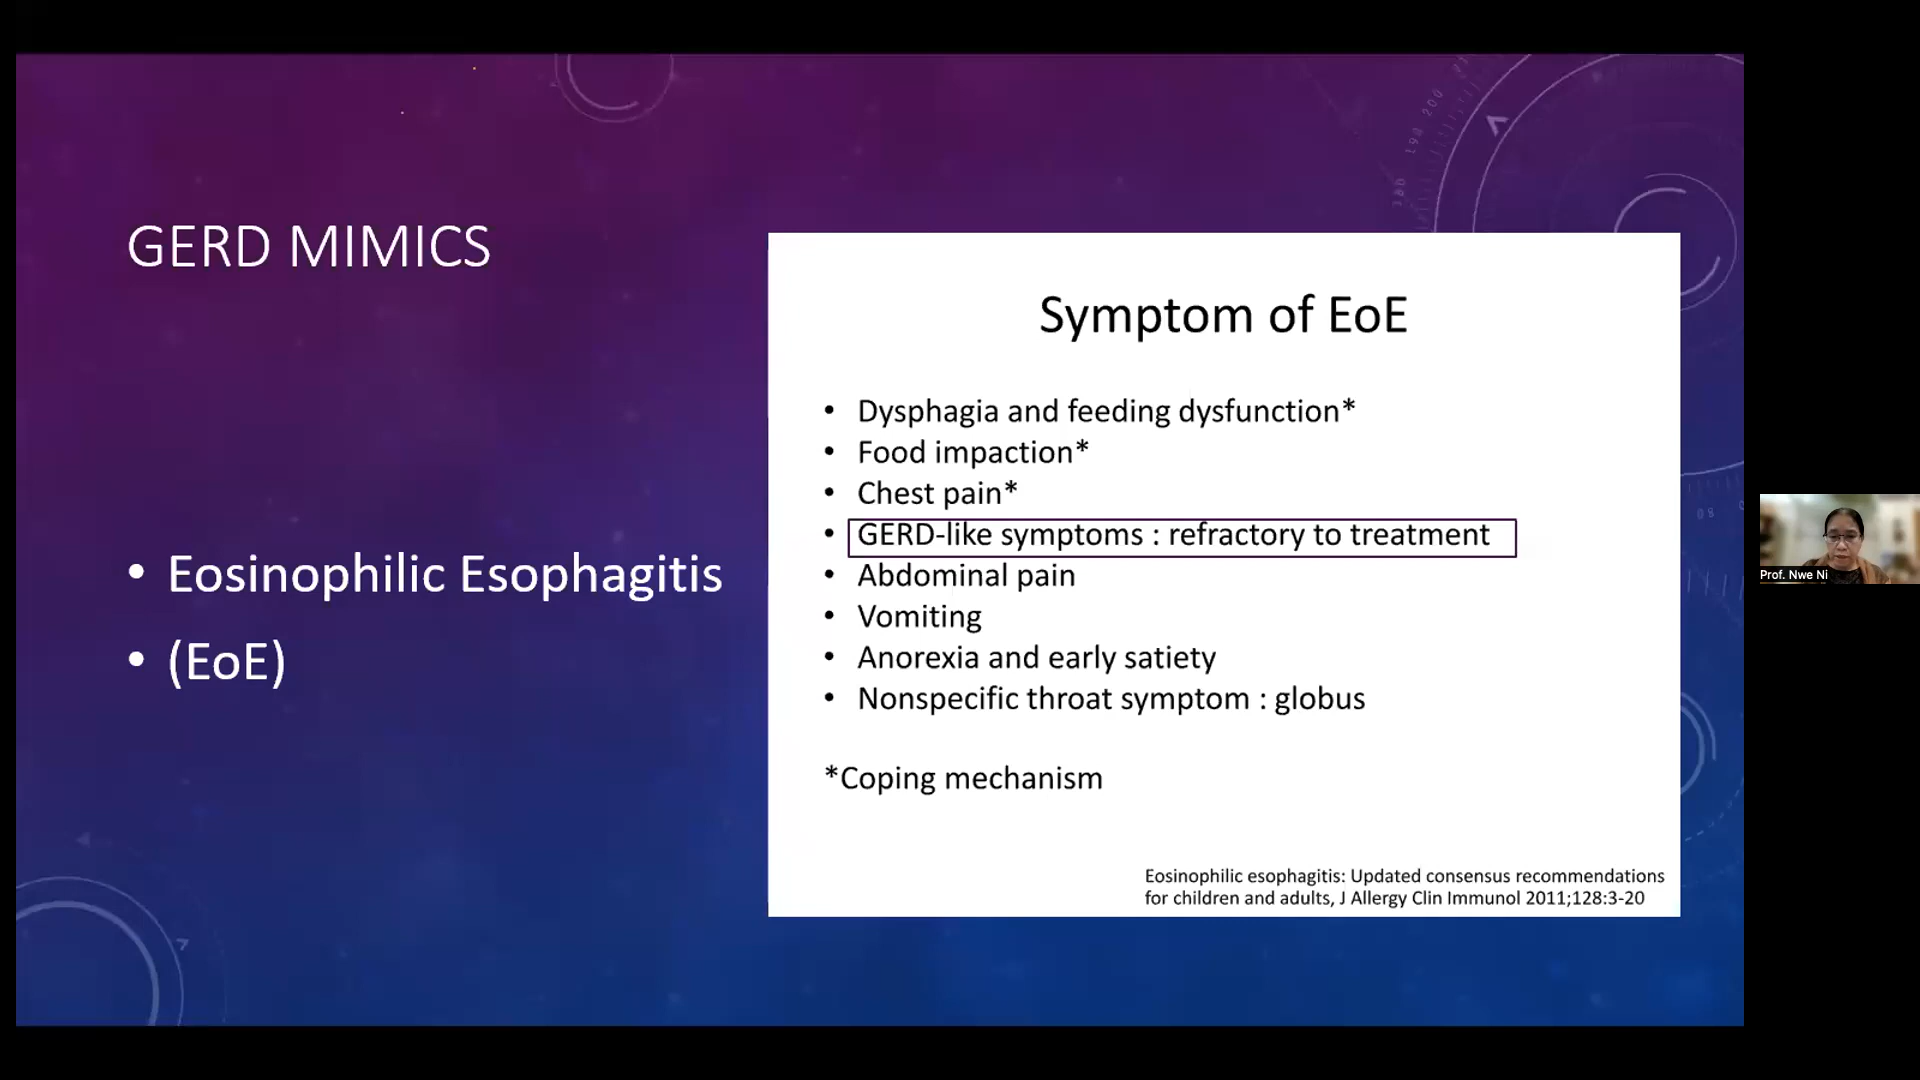 GERD MIMICS
• Eosinophilic Esophagitis
• (EoE)
Symptom of EoE
• Dysphagia and feeding dysfunction*
• Food impaction*
• Chest pain*
• GERD-like symptoms : refractory to treatment
• Abdominal pain
• Vomiting
• Anorexia and early satiety
• Nonspecific throat symptom : globus
*Coping mechanism
Eosinophilic esophagitis: Updated consensus recommendations
for children and adults, J Allergy Clin Immunol 2011;128:3-20
Prof. Nwe Ni
190 200